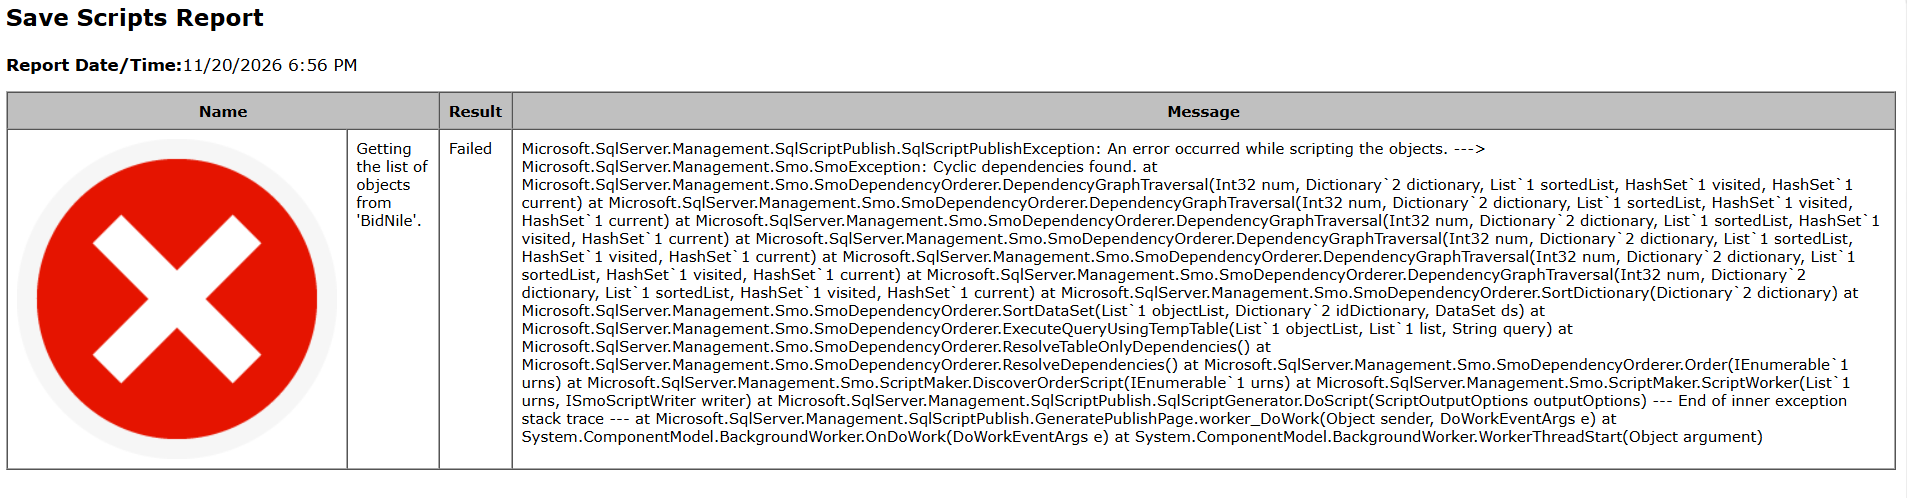 Save Scripts Report
Report Date/Time:11/20/2026 6:56 PM
Name
Result
Message
Getting
the list of
objects
from
'BidNile'.
Failed
Microsoft.SqlServer.Management.SqlScriptPublish.SqlScriptPublishException: An error occurred while scripting the objects. --->
Microsoft.SqlServer.Management.Smo.SmoException: Cyclic dependencies found. at
Microsoft.SqlServer.Management.Smo.SmoDependencyOrderer.DependencyGraphTraversal(Int32 num, Dictionary`2 dictionary, List`1 sortedList, HashSet`1 visited, HashSet`1
current) at Microsoft.SqlServer.Management.Smo.SmoDependencyOrderer.DependencyGraphTraversal(Int32 num, Dictionary`2 dictionary, List`1 sortedList, HashSet`1 visited,
HashSet`1 current) at Microsoft.SqlServer.Management.Smo.SmoDependencyOrderer.DependencyGraphTraversal(Int32 num, Dictionary`2 dictionary, List`1 sortedList, HashSet`1
visited, HashSet`1 current) at Microsoft.SqlServer.Management.Smo.SmoDependencyOrderer.DependencyGraphTraversal(Int32 num, Dictionary`2 dictionary, List`1 sortedList,
HashSet`1 visited, HashSet`1 current) at Microsoft.SqlServer.Management.Smo.SmoDependencyOrderer.DependencyGraphTraversal(Int32 num, Dictionary`2 dictionary, List`1
sortedList, HashSet`1 visited, HashSet`1 current) at Microsoft.SqlServer.Management.Smo.SmoDependencyOrderer.DependencyGraphTraversal(Int32 num, Dictionary`2
dictionary, List`1 sortedList, HashSet`1 visited, HashSet`1 current) at Microsoft.SqlServer.Management.Smo.SmoDependencyOrderer.SortDictionary(Dictionary`2 dictionary) at
Microsoft.SqlServer.Management.Smo.SmoDependencyOrderer.SortDataSet(List`1 objectList, Dictionary`2 idDictionary, DataSet ds) at
Microsoft.SqlServer.Management.Smo.SmoDependencyOrderer.ExecuteQueryUsingTempTable(List`1 objectList, List`1 list, String query) at
Microsoft.SqlServer.Management.Smo.SmoDependencyOrderer.ResolveTableOnlyDependencies() at
Microsoft.SqlServer.Management.Smo.SmoDependencyOrderer.ResolveDependencies() at Microsoft.SqlServer.Management.Smo.SmoDependencyOrderer.Order(IEnumerable`1
urns) at Microsoft.SqlServer.Management.Smo.ScriptMaker.DiscoverOrderScript(IEnumerable`1 urns) at Microsoft.SqlServer.Management.Smo.ScriptMaker.ScriptWorker(List`1
urns, ISmoScriptWriter writer) at Microsoft.SqlServer.Management.SqlScriptPublish.SqlScriptGenerator.DoScript(ScriptOutputOptions outputOptions) --- End of inner exception
stack trace --- at Microsoft.SqlServer.Management.SqlScriptPublish.GeneratePublishPage.worker_DoWork(Object sender, DoWorkEventArgs e) at
System.ComponentModel.BackgroundWorker.OnDoWork(DoWorkEventArgs e) at System.ComponentModel.BackgroundWorker.WorkerThreadStart(Object argument)